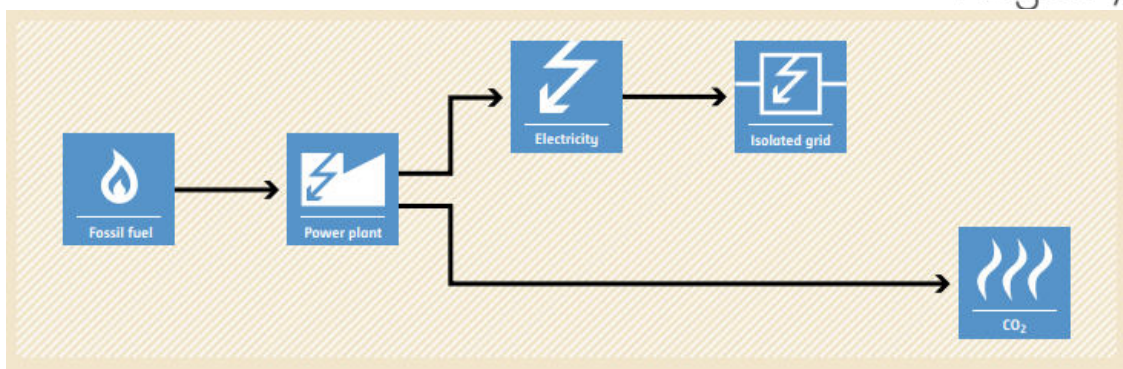 Electricity
Isolated grid
Fossil fuel
Power plant
CO₂